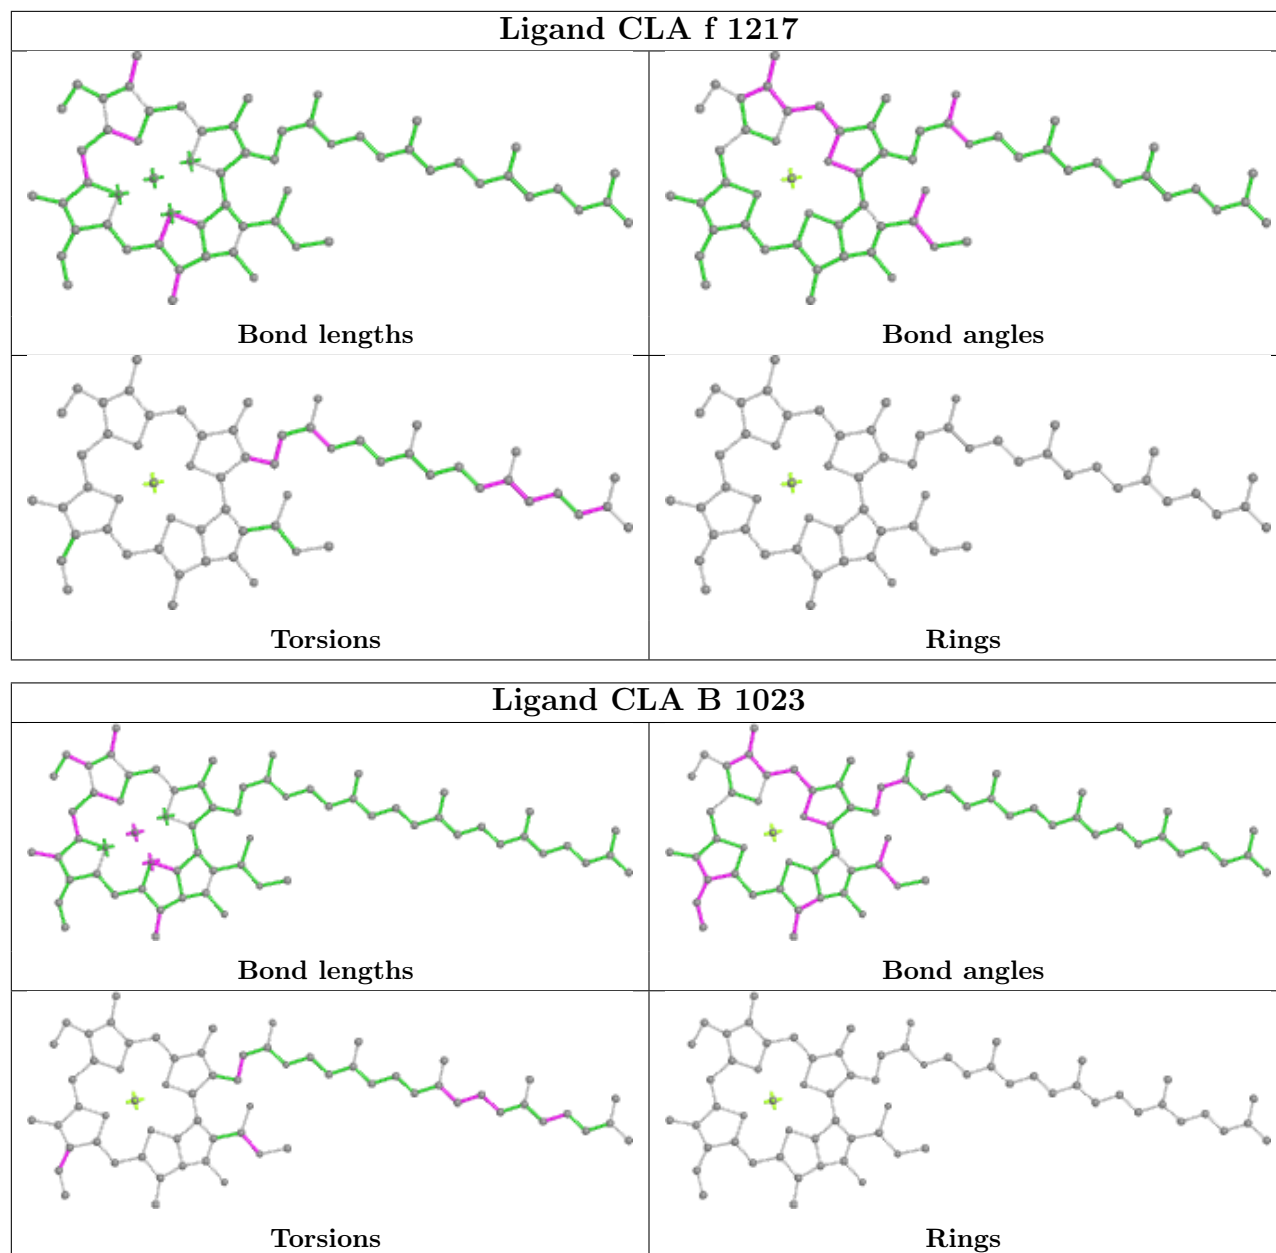 Ligand CLA f 1217
Bond lengths
Bond angles
Torsions
Rings
Ligand CLA B 1023
Bond lengths
Bond angles
Torsions
Rings